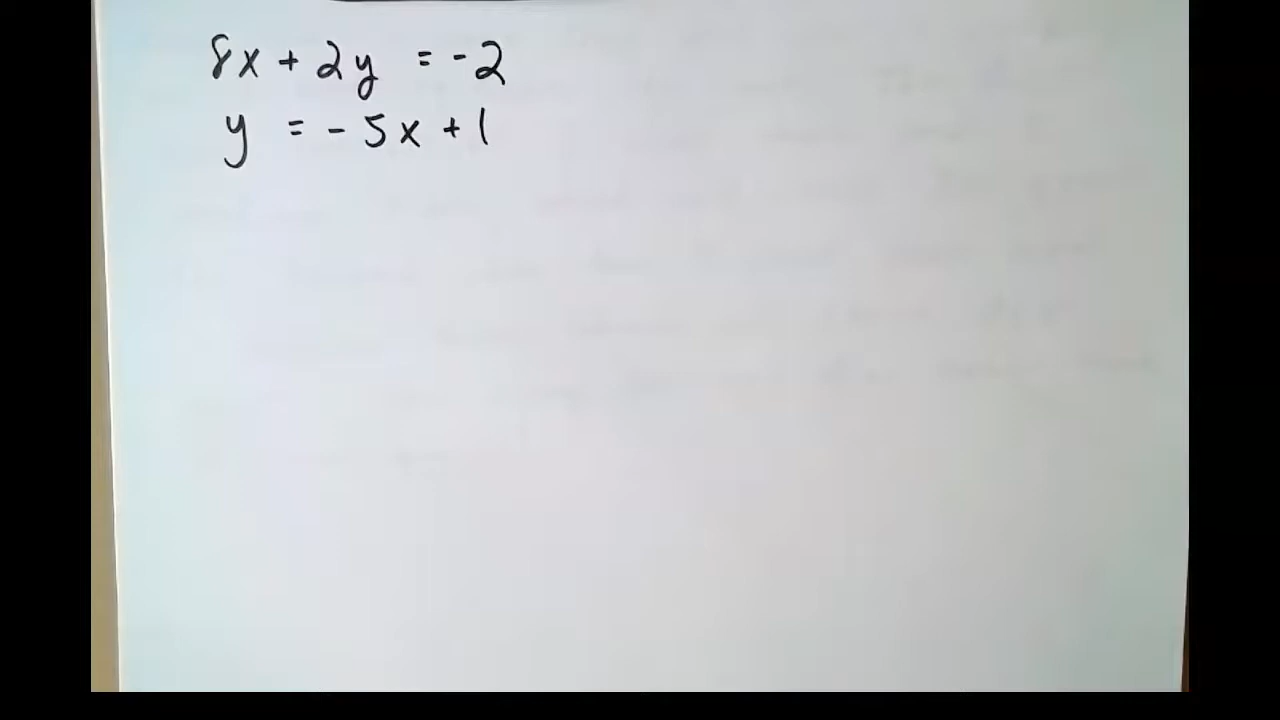 8x + 2y = -2
y = -5x + 1